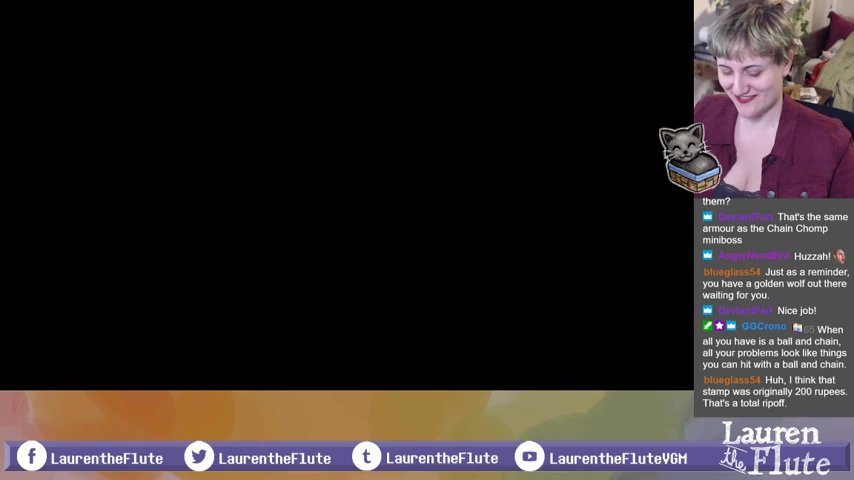 them?
DeviantFarr That's the same
armour as the Chain Chomp
miniboss
AngryNerdBird Huzzah!
blueglass54 Just as a reminder,
you have a golden wolf out there
waiting for you.
DeviantFarr Nice job!
GGCrono 65 When
all you have is a ball and chain,
all your problems look like things
you can hit with a ball and chain.
blueglass54 Huh, I think that
stamp was originally 200 rupees.
That's a total ripoff.
Lauren
the Flute
LaurentheFlute LaurentheFlute LaurentheFlute LaurentheFluteVGM